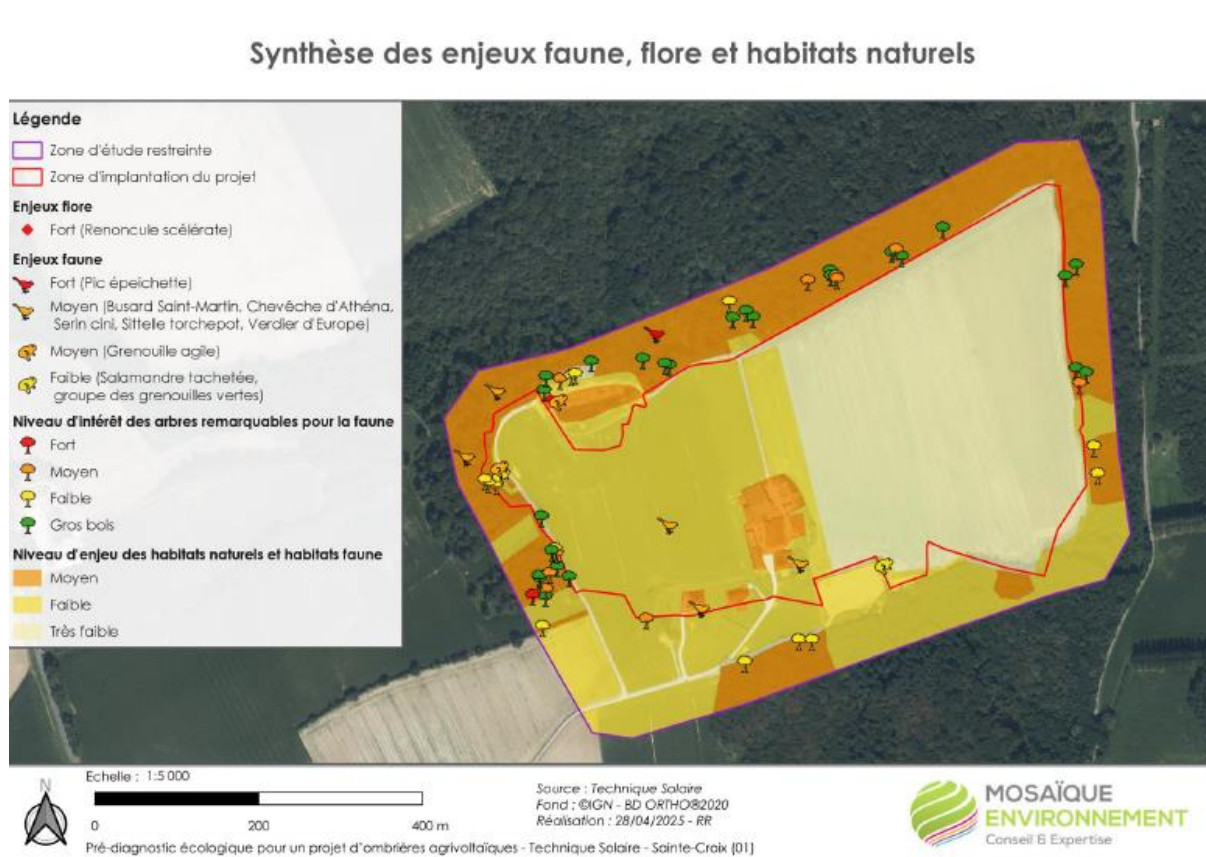 Synthèse des enjeux faune, flore et habitats naturels
Légende
Zone d'étude restreinte
Zone d'implantation du projet
Enjeux flore
Fort (Renoncule scélérate)
Enjeux faune
Fort (Pic épeichette)
Moyen (Busard Saint-Martin, Chevêche d'Athéna,
Serin cini, Sittelle torchepot, Verdier d'Europe)
Moyen (Grenouille agile)
Faible (Salamandre tachetée,
groupe des grenouilles vertes)
Niveau d'intérêt des arbres remarquables pour la faune
Fort
Moyen
Faible
Gros bois
Niveau d'enjeu des habitats naturels et habitats faune
Moyen
Faible
Très faible
N
Echelle : 1:5 000
0 200 400 m
Source : Technique Solaire
Fond : ©IGN - BD ORTHO®2020
Réalisation : 28/04/2025 - RR
Pré-diagnostic écologique pour un projet d'ombrières agrivoltaïques - Technique Solaire - Sainte-Croix (01)
MOSAÏQUE
ENVIRONNEMENT
Conseil & Expertise